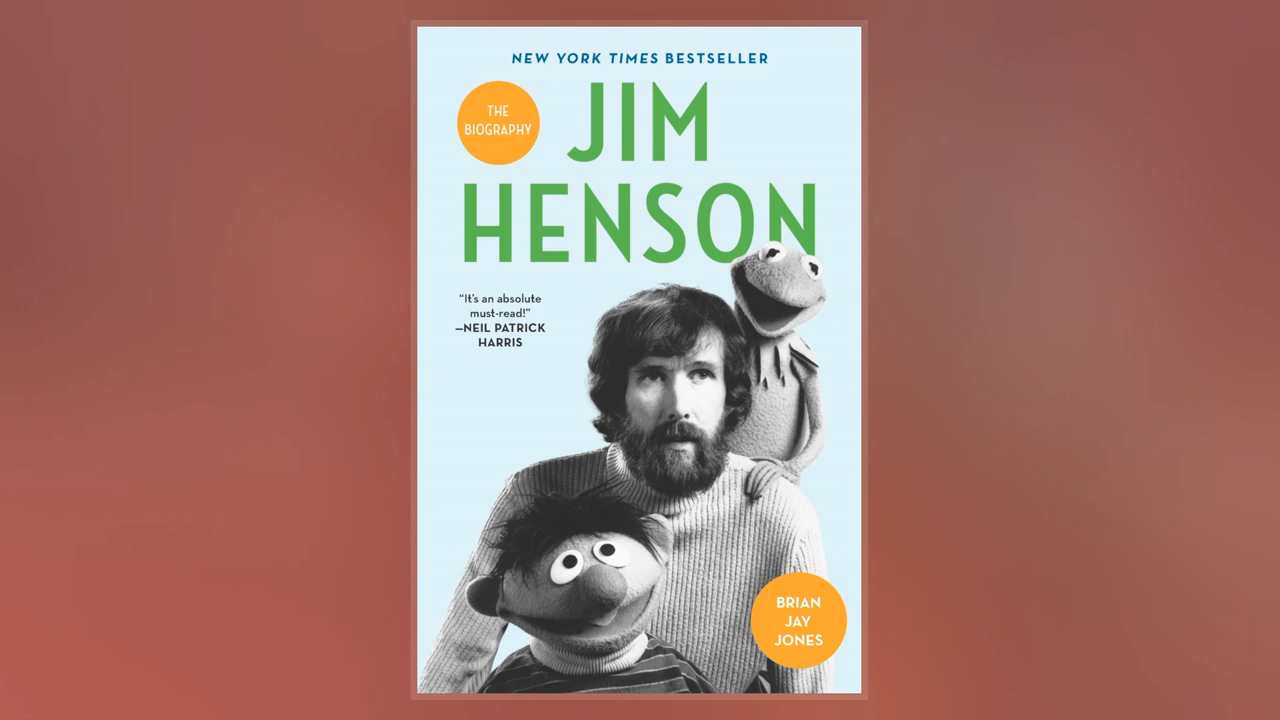 NEW YORK TIMES BESTSELLER
THE
BIOGRAPHY
JIM
HENSON
“It's an absolute
must-read!”
—NEIL PATRICK
HARRIS
BRIAN
JAY
JONES